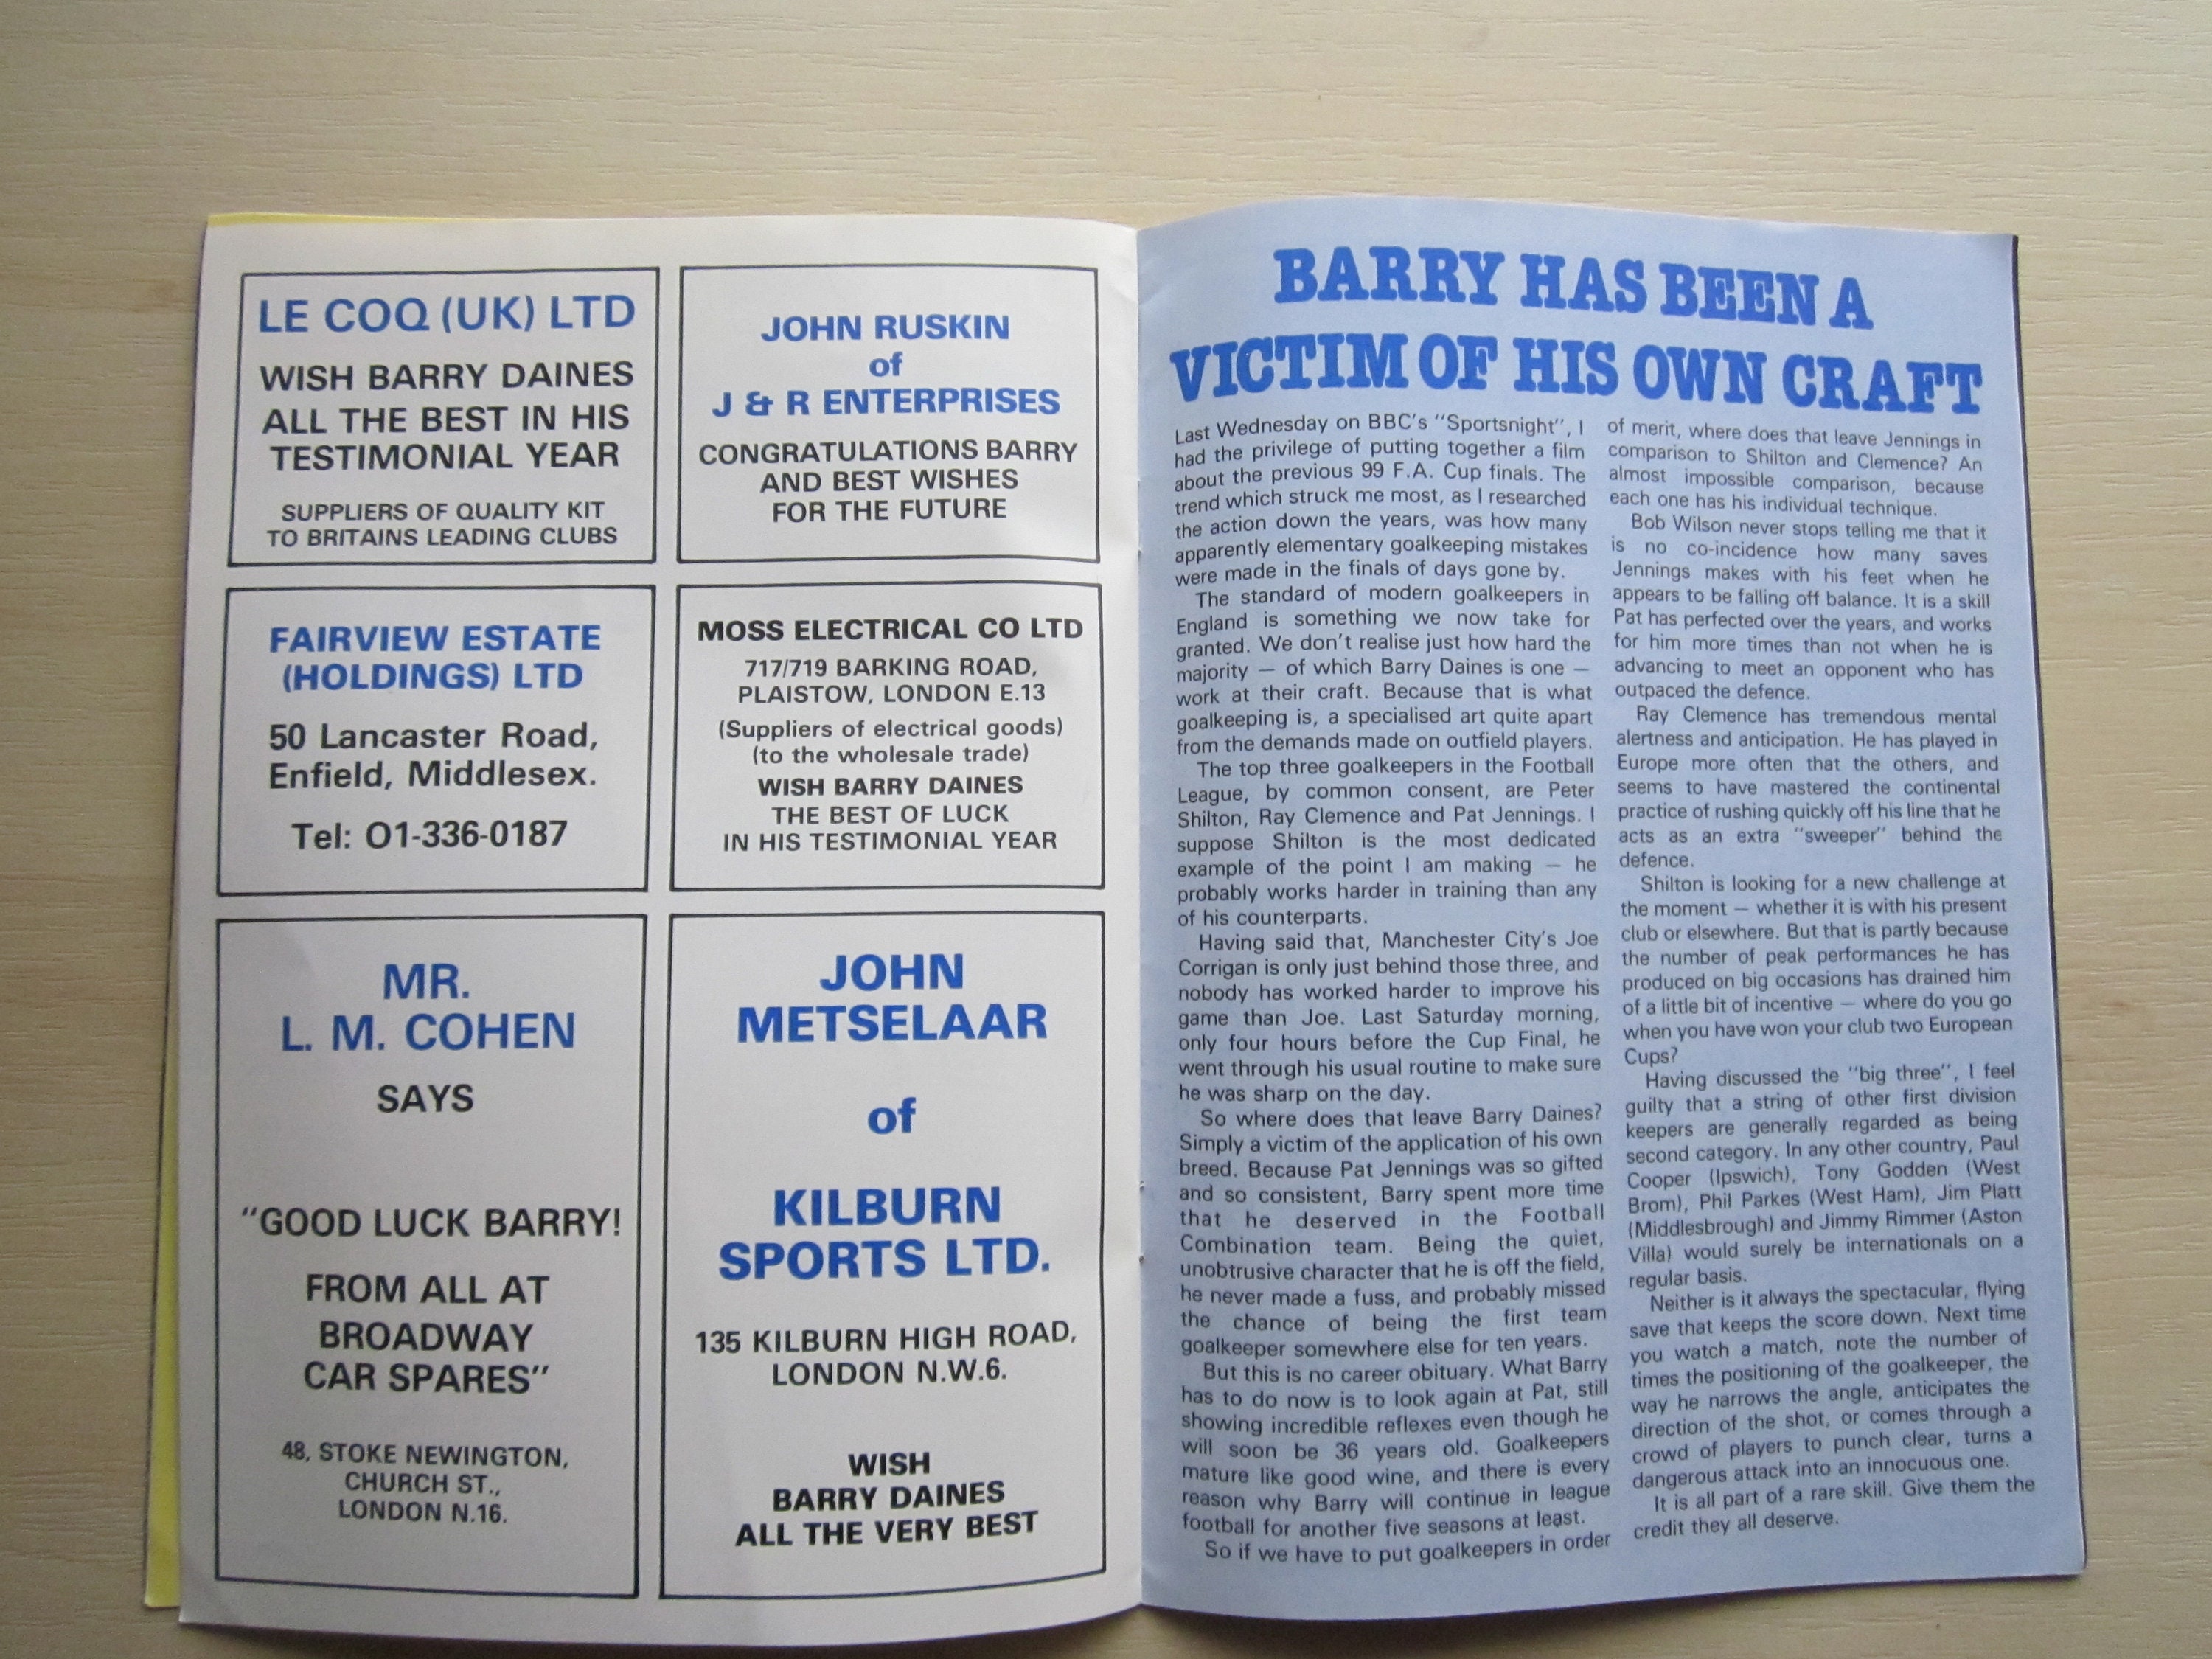 LE COQ (UK) LTD
WISH BARRY DAINES
ALL THE BEST IN HIS
TESTIMONIAL YEAR
SUPPLIERS OF QUALITY KIT
TO BRITAINS LEADING CLUBS
JOHN RUSKIN
of
J & R ENTERPRISES
CONGRATULATIONS BARRY
AND BEST WISHES
FOR THE FUTURE
FAIRVIEW ESTATE
(HOLDINGS) LTD
50 Lancaster Road,
Enfield, Middlesex.
Tel: O1-336-0187
MOSS ELECTRICAL CO LTD
717/719 BARKING ROAD,
PLAISTOW, LONDON E.13
(Suppliers of electrical goods)
(to the wholesale trade)
WISH BARRY DAINES
THE BEST OF LUCK
IN HIS TESTIMONIAL YEAR
MR.
L. M. COHEN
SAYS
"GOOD LUCK BARRY!
FROM ALL AT
BROADWAY
CAR SPARES"
48, STOKE NEWINGTON,
CHURCH ST.,
LONDON N.16.
JOHN
METSELAAR
of
KILBURN
SPORTS LTD.
135 KILBURN HIGH ROAD,
LONDON N.W.6.
WISH
BARRY DAINES
ALL THE VERY BEST
BARRY HAS BEEN A
VICTIM OF HIS OWN CRAFT
Last Wednesday on BBC's "Sportsnight", I
had the privilege of putting together a film
about the previous 99 F.A. Cup finals. The
trend which struck me most, as I researched
the action down the years, was how many
apparently elementary goalkeeping mistakes
were made in the finals of days gone by.
The standard of modern goalkeepers in
England is something we now take for
granted. We don't realise just how hard the
majority — of which Barry Daines is one —
work at their craft. Because that is what
goalkeeping is, a specialised art quite apart
from the demands made on outfield players.
The top three goalkeepers in the Football
League, by common consent, are Peter
Shilton, Ray Clemence and Pat Jennings. I
suppose Shilton is the most dedicated
example of the point I am making — he
probably works harder in training than any
of his counterparts.
Having said that, Manchester City's Joe
Corrigan is only just behind those three, and
nobody has worked harder to improve his
game than Joe. Last Saturday morning,
only four hours before the Cup Final, he
went through his usual routine to make sure
he was sharp on the day.
So where does that leave Barry Daines?
Simply a victim of the application of his own
breed. Because Pat Jennings was so gifted
and so consistent, Barry spent more time
that he deserved in the Football
Combination team. Being the quiet,
unobtrusive character that he is off the field,
he never made a fuss, and probably missed
the chance of being the first team
goalkeeper somewhere else for ten years.
But this is no career obituary. What Barry
has to do now is to look again at Pat, still
showing incredible reflexes even though he
will soon be 36 years old. Goalkeepers
mature like good wine, and there is every
reason why Barry will continue in league
football for another five seasons at least.
So if we have to put goalkeepers in order
of merit, where does that leave Jennings in
comparison to Shilton and Clemence? An
almost impossible comparison, because
each one has his individual technique.
Bob Wilson never stops telling me that it
is no co-incidence how many saves
Jennings makes with his feet when he
appears to be falling off balance. It is a skill
Pat has perfected over the years, and works
for him more times than not when he is
advancing to meet an opponent who has
outpaced the defence.
Ray Clemence has tremendous mental
alertness and anticipation. He has played in
Europe more often that the others, and
seems to have mastered the continental
practice of rushing quickly off his line that he
acts as an extra "sweeper" behind the
defence.
Shilton is looking for a new challenge at
the moment — whether it is with his present
club or elsewhere. But that is partly because
the number of peak performances he has
produced on big occasions has drained him
of a little bit of incentive — where do you go
when you have won your club two European
Cups?
Having discussed the "big three", I feel
guilty that a string of other first division
keepers are generally regarded as being
second category. In any other country, Paul
Cooper (Ipswich), Tony Godden (West
Brom), Phil Parkes (West Ham), Jim Platt
(Middlesbrough) and Jimmy Rimmer (Aston
Villa) would surely be internationals on a
regular basis.
Neither is it always the spectacular, flying
save that keeps the score down. Next time
you watch a match, note the number of
times the positioning of the goalkeeper, the
way he narrows the angle, anticipates the
direction of the shot, or comes through a
crowd of players to punch clear, turns a
dangerous attack into an innocuous one.
It is all part of a rare skill. Give them the
credit they all deserve.